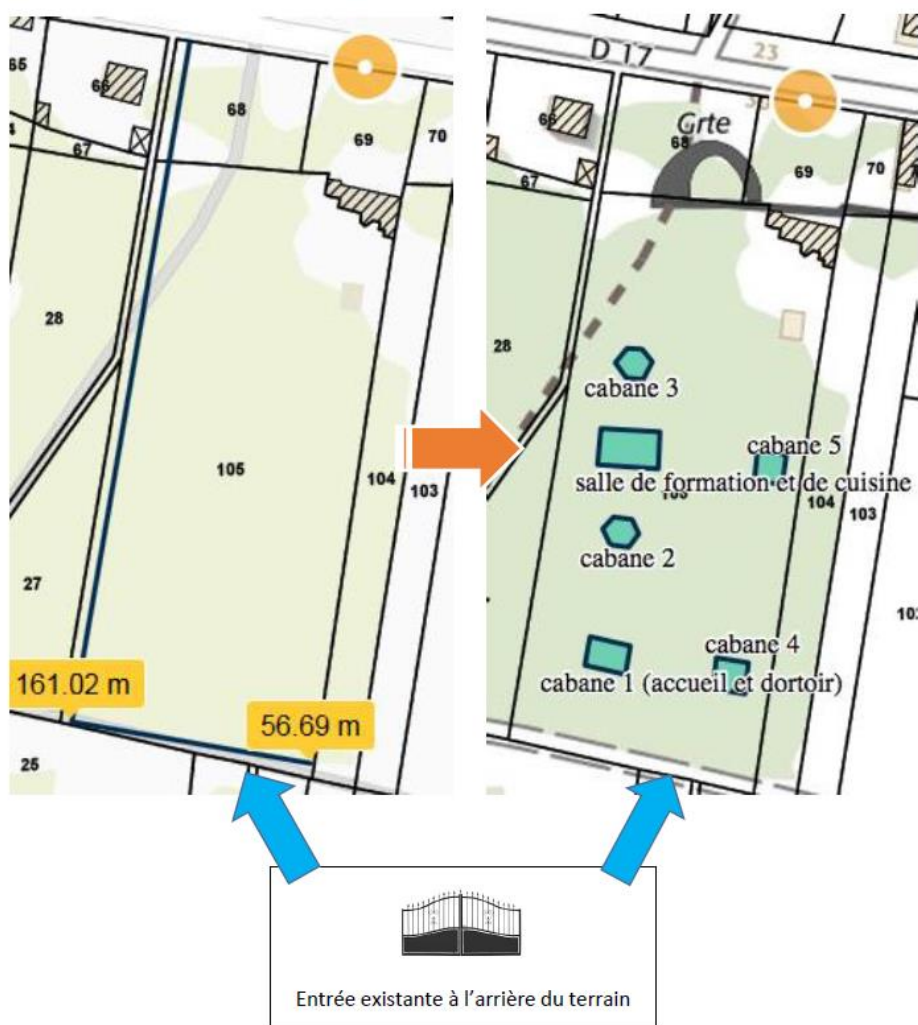 65
66
67
68
69
70
28
105
104
103
27
161.02 m
56.69 m
25
D 17
23
66
Grte
68
67
69
70
28
cabane 3
cabane 5
salle de formation et de cuisine
104
103
cabane 2
cabane 4
cabane 1 (accueil et dortoir)
Entrée existante à l'arrière du terrain